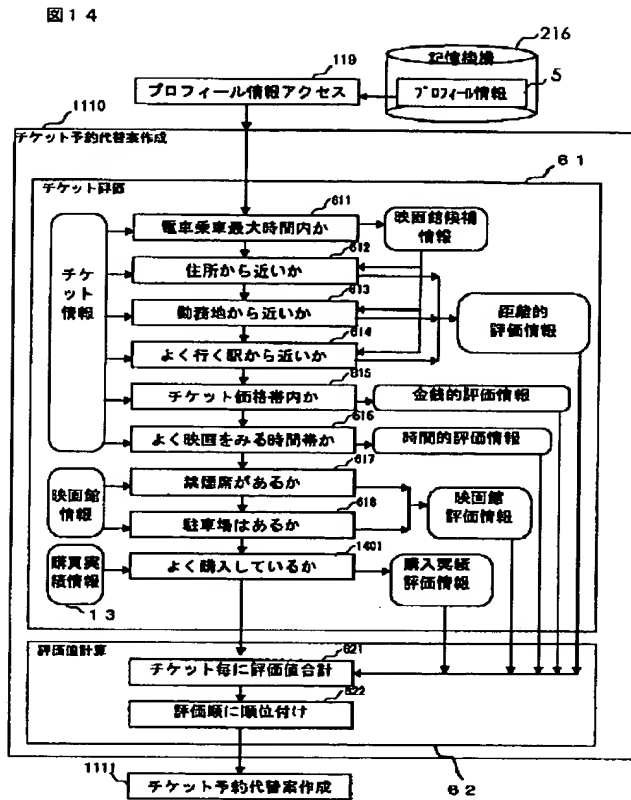 図14
216
記憶機構
119
5
プロフィール情報アクセス
プロフィール情報
1110
チケット予約代替案作成
61
チケット評価
611
電車乗車最大時間内か
映画館候補
情報
612
住所から近いか
チケット
情報
613
勤務地から近いか
距離的
評価情報
614
よく行く駅から近いか
615
チケット価格帯内か
金銭的評価情報
616
よく映画をみる時間帯か
時間的評価情報
617
禁煙席があるか
映画館
情報
618
映画館
評価情報
駐車場はあるか
1401
購買実
績情報
よく購入しているか
購入実績
評価情報
13
評価値計算
621
チケット毎に評価値合計
622
評価順に順位付け
1111
62
チケット予約代替案作成